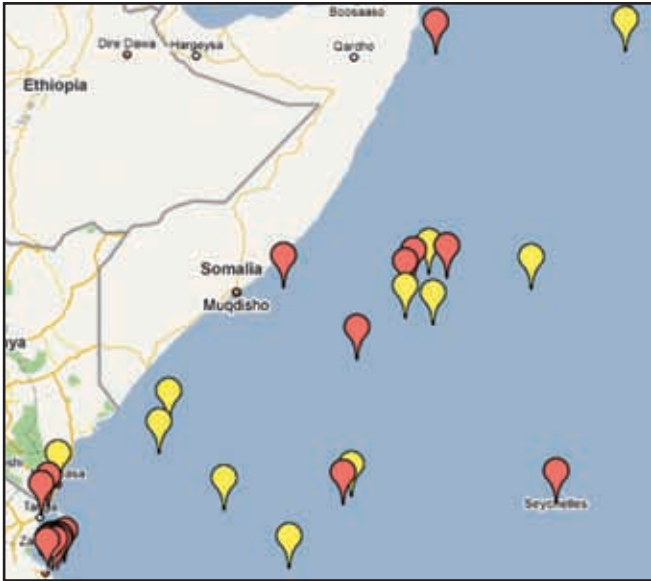 Boosaaso
Dire Dawa
Hargeysa
Qardho
Ethiopia
Somalia
Muqdisho
Seychelles